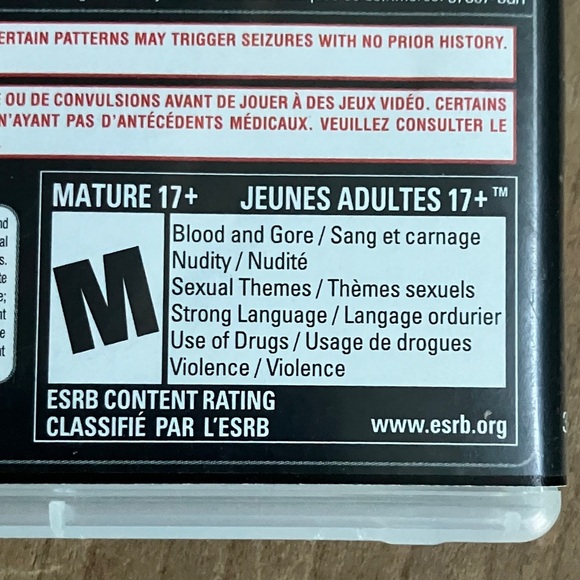 ERTAIN PATTERNS MAY TRIGGER SEIZURES WITH NO PRIOR HISTORY.
OU DE CONVULSIONS AVANT DE JOUER À DES JEUX VIDÉO. CERTAINS
N'AYANT PAS D'ANTÉCÉDENTS MÉDICAUX. VEUILLEZ CONSULTER LE
MATURE 17+ JEUNES ADULTES 17+™
M
Blood and Gore / Sang et carnage
Nudity / Nudité
Sexual Themes / Thèmes sexuels
Strong Language / Langage ordurier
Use of Drugs / Usage de drogues
Violence / Violence
ESRB CONTENT RATING
CLASSIFIÉ PAR L'ESRB www.esrb.org